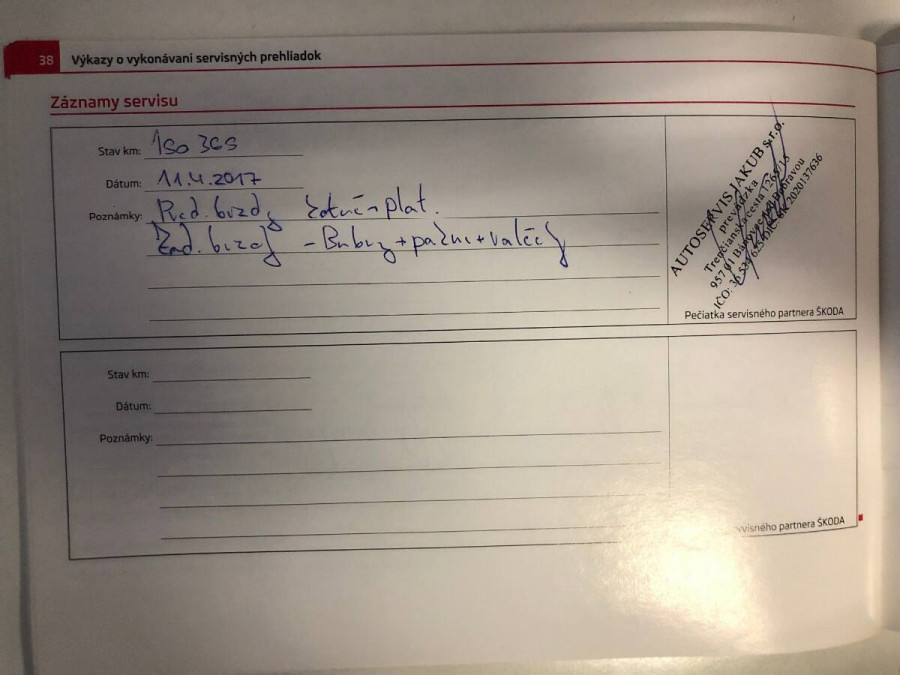 38 Výkazy o vykonávaní servisných prehliadok
Záznamy servisu
Stav km: 150 365
Dátum: 11.4.2017
Poznámky: Pred. brzdy plat.
Zad. brzdy - Bubny + pakne + valčeky
AUTOSERVIS JAKUB s.r.o.
prevádzka
Trenčianska cesta
957 01 Bánovce nad Bebravou
IČO: 2020137636
Pečiatka servisného partnera ŠKODA
Stav km:
Dátum:
Poznámky:
servisného partnera ŠKODA